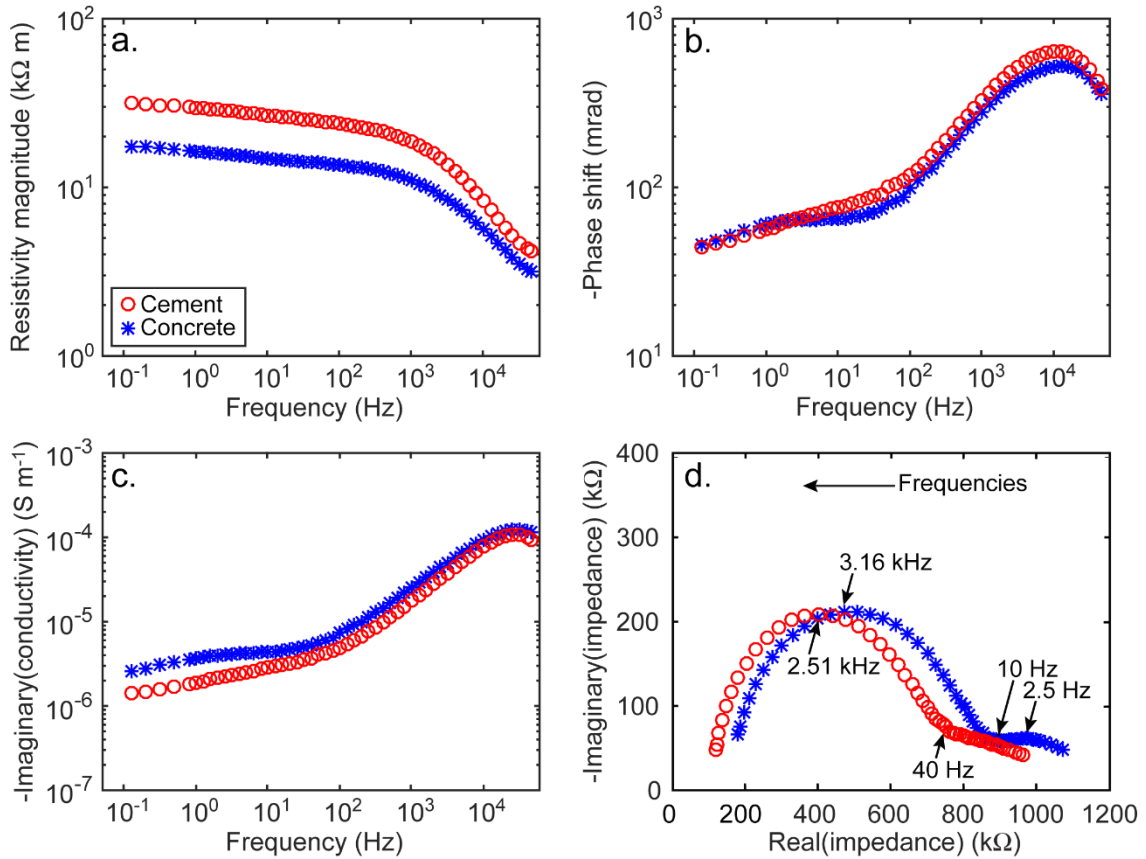 a.
Resistivity magnitude (kΩ m)
10²
10¹
10⁰
Cement
Concrete
10⁻¹ 10⁰ 10¹ 10² 10³ 10⁴
Frequency (Hz)
b.
-Phase shift (mrad)
10³
10²
10¹
10⁻¹ 10⁰ 10¹ 10² 10³ 10⁴
Frequency (Hz)
c.
-Imaginary(conductivity) (S m⁻¹)
10⁻³
10⁻⁴
10⁻⁵
10⁻⁶
10⁻⁷
10⁻¹ 10⁰ 10¹ 10² 10³ 10⁴
Frequency (Hz)
d.
-Imaginary(impedance) (kΩ)
400
300
200
100
0
Frequencies
3.16 kHz
2.51 kHz
10 Hz
2.5 Hz
40 Hz
0 200 400 600 800 1000 1200
Real(impedance) (kΩ)